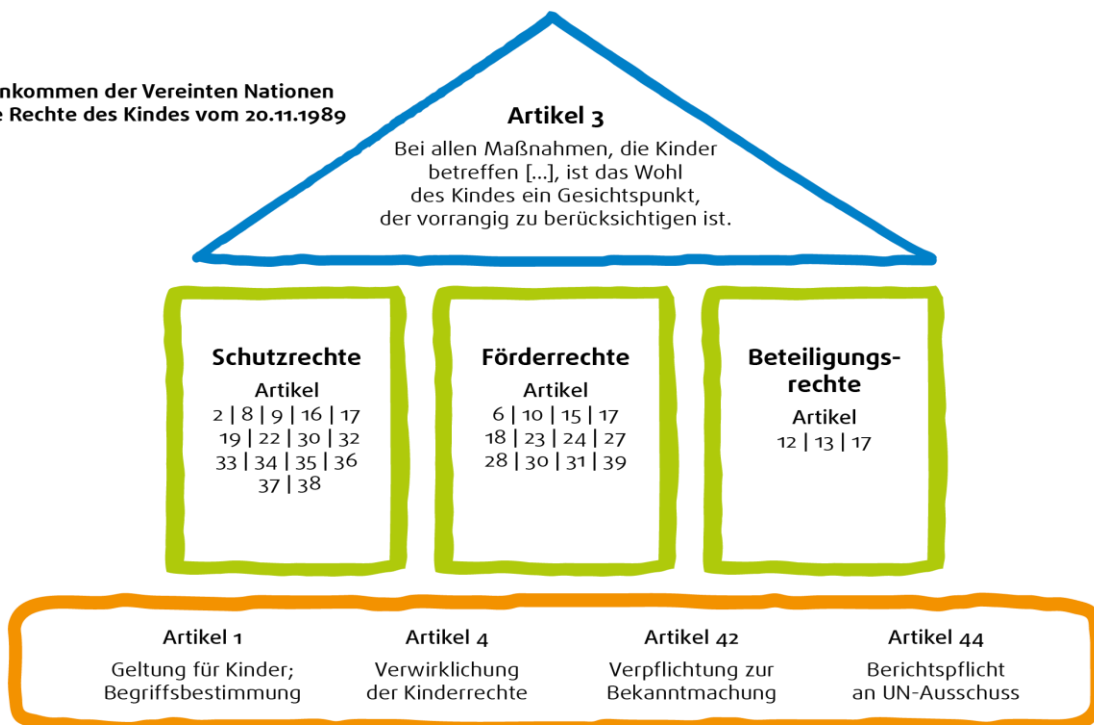 nkommen der Vereinten Nationen
e Rechte des Kindes vom 20.11.1989
Artikel 3
Bei allen Maßnahmen, die Kinder
betreffen [...], ist das Wohl
des Kindes ein Gesichtspunkt,
der vorrangig zu berücksichtigen ist.
Schutzrechte
Artikel
2 | 8 | 9 | 16 | 17
19 | 22 | 30 | 32
33 | 34 | 35 | 36
37 | 38
Förderrechte
Artikel
6 | 10 | 15 | 17
18 | 23 | 24 | 27
28 | 30 | 31 | 39
Beteiligungs-
rechte
Artikel
12 | 13 | 17
Artikel 1
Geltung für Kinder;
Begriffsbestimmung
Artikel 4
Verwirklichung
der Kinderrechte
Artikel 42
Verpflichtung zur
Bekanntmachung
Artikel 44
Berichtspflicht
an UN-Ausschuss